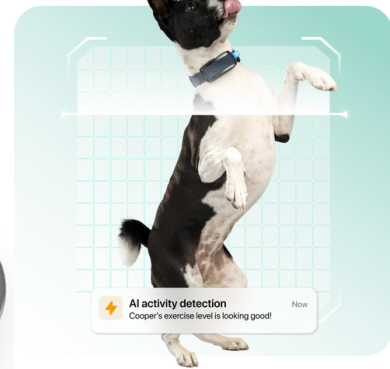 AI activity detection
Now
Cooper's exercise level is looking good!